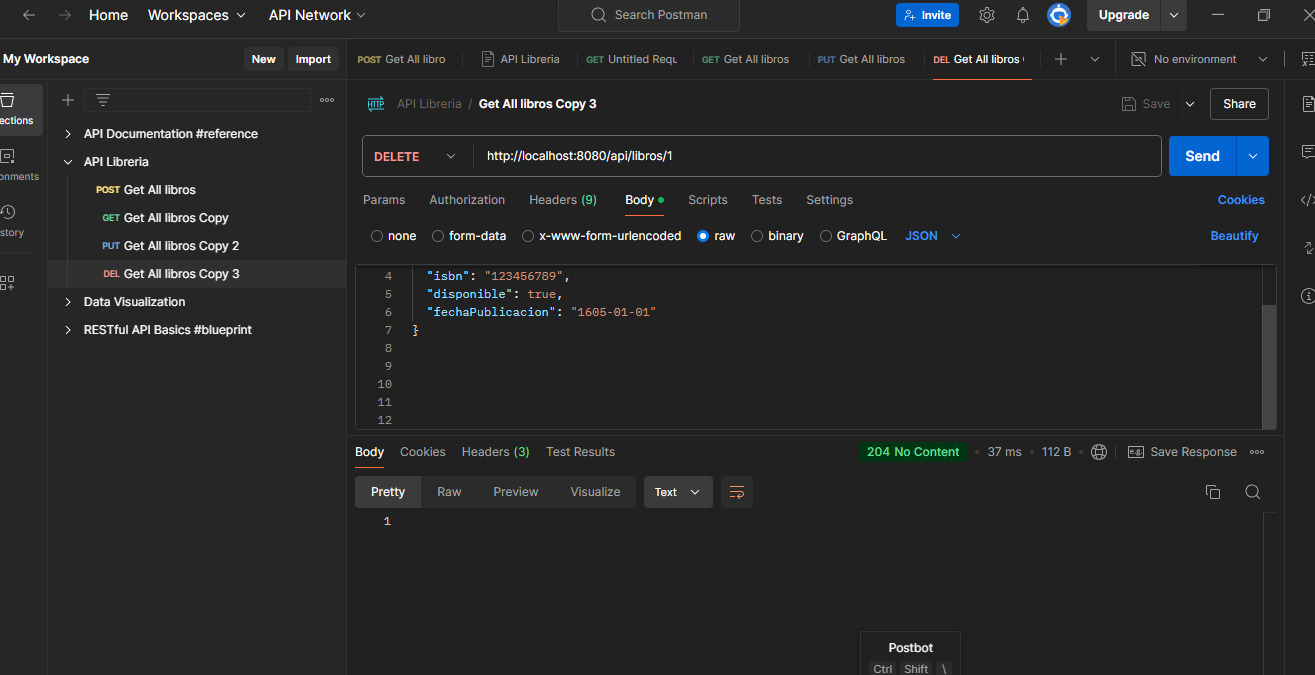 Home Workspaces API Network Search Postman Invite Upgrade
My Workspace New Import POST Get All libro API Libreria GET Untitled Requ GET Get All libros PUT Get All libros DEL Get All libros No environment
API Libreria / Get All libros Copy 3 Save Share
ections
API Documentation #reference
API Libreria
DELETE http://localhost:8080/api/libros/1 Send
onments
POST Get All libros
Params Authorization Headers (9) Body Scripts Tests Settings Cookies
GET Get All libros Copy
story
none form-data x-www-form-urlencoded raw binary GraphQL JSON Beautify
PUT Get All libros Copy 2
DEL Get All libros Copy 3
4 "isbn": "123456789",
5 "disponible": true,
Data Visualization
6 "fechaPublicacion": "1605-01-01"
RESTful API Basics #blueprint
7 }
8
9
10
11
12
Body Cookies Headers (3) Test Results 204 No Content 37 ms 112 B e.g. Save Response
Pretty Raw Preview Visualize Text
1
Postbot
Ctrl Shift \